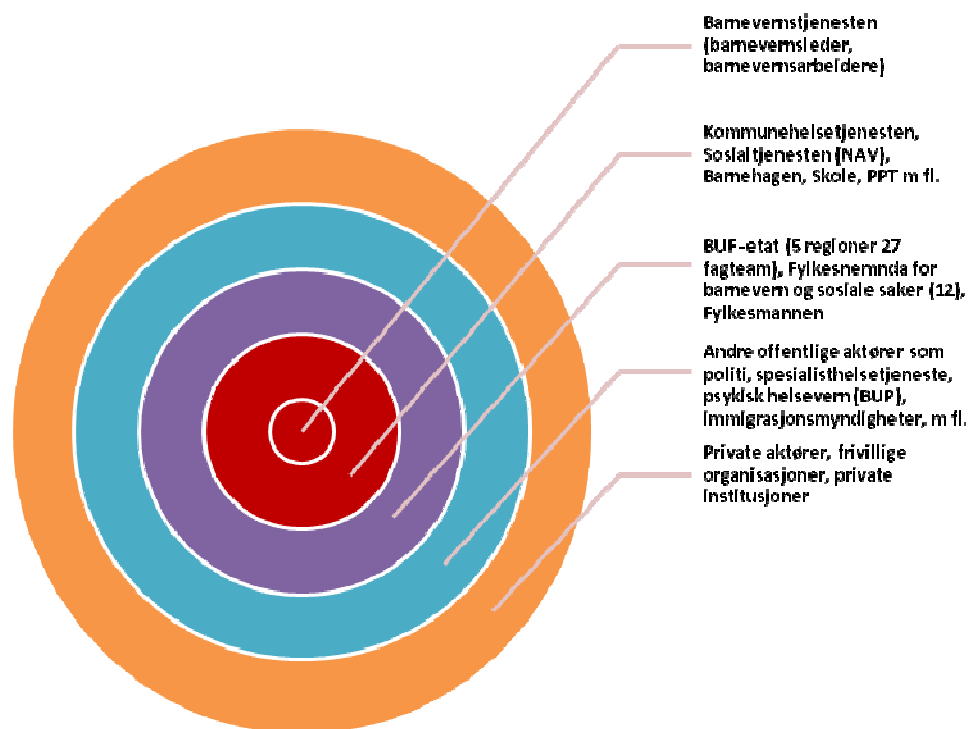 Barnevernstjenesten
(barnevernsleder,
barnevernsarbeidere)
Kommunehelsetjenesten,
Sosialtjenesten (NAV),
Barnehagen, Skole, PPT m fl.
BUF-etat (5 regioner 27
fagteam), Fylkesnemnda for
barnevern og sosiale saker (12),
Fylkesmannen
Andre offentlige aktører som
politi, spesialisthelsetjeneste,
psykisk helsevern (BUP),
immigrasjonsmyndigheter, m fl.
Private aktører, frivillige
organisasjoner, private
institusjoner